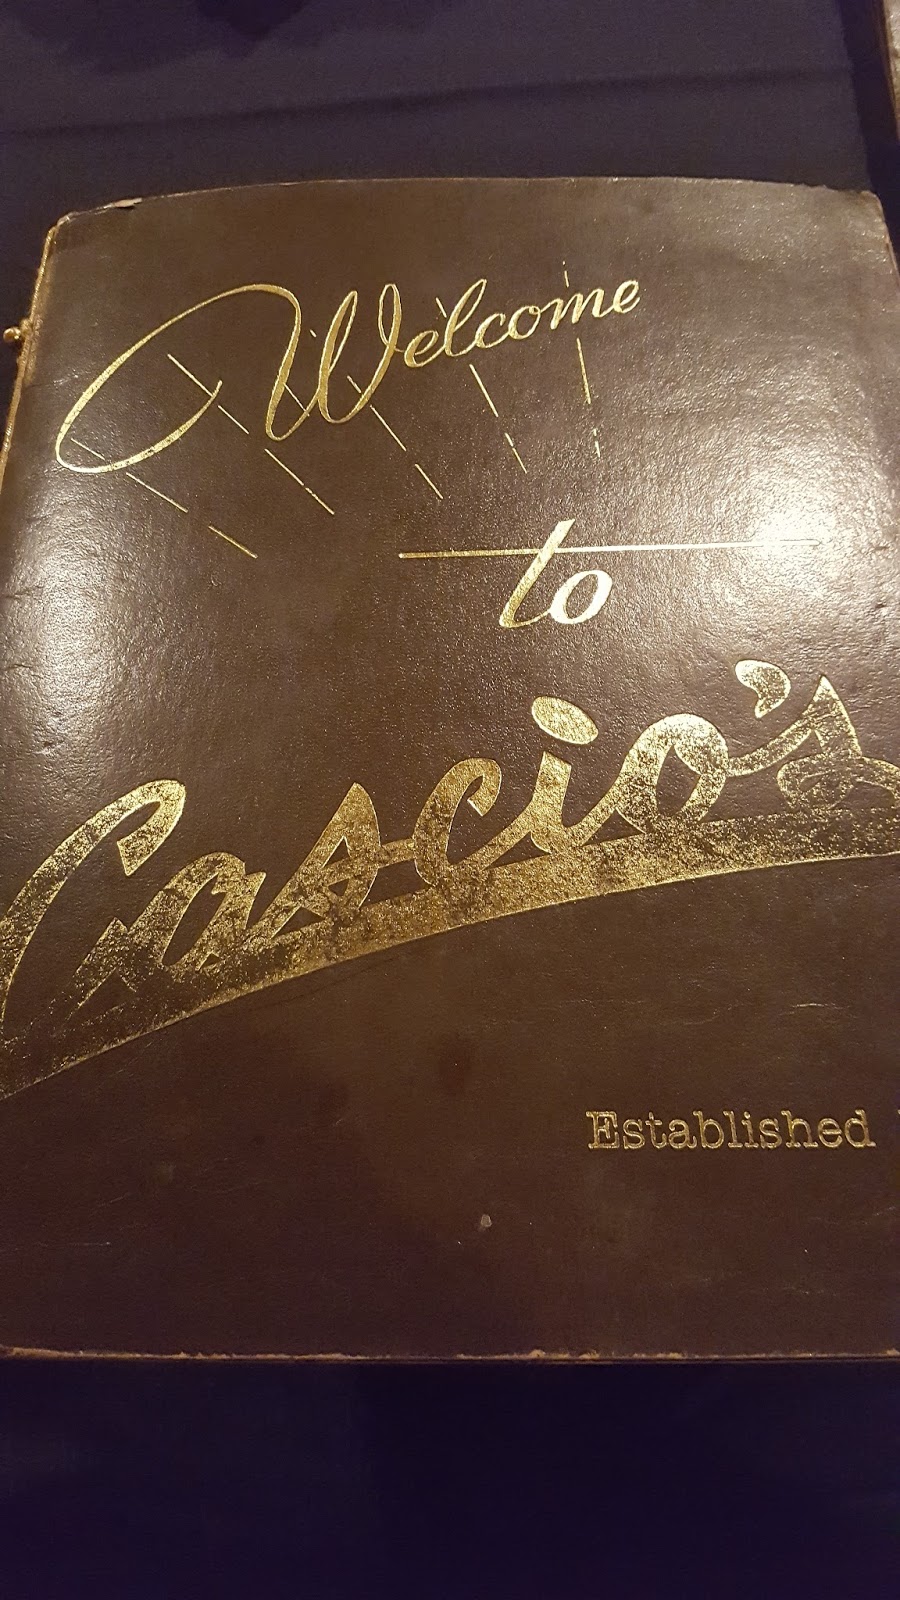 Welcome
to
Cascio's
Established